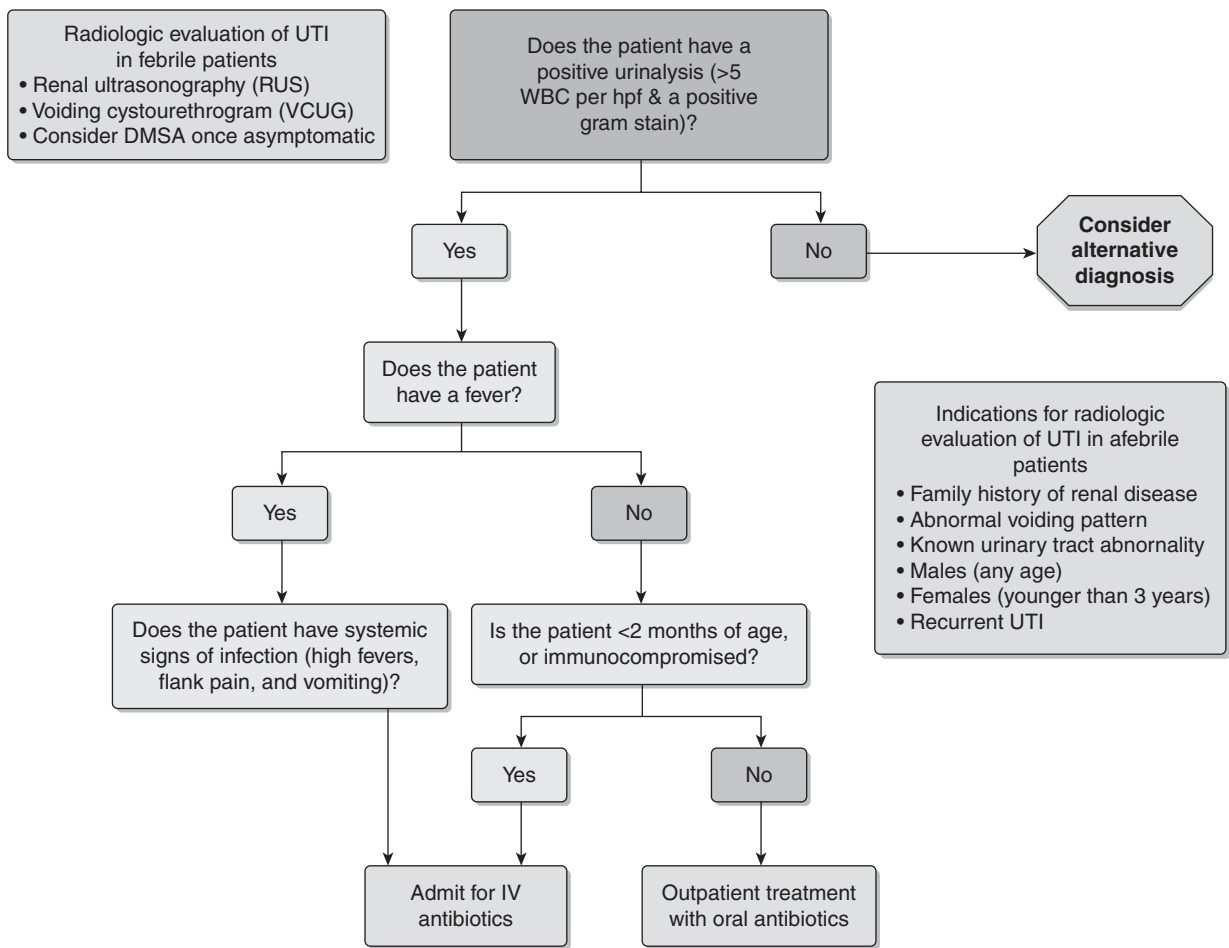 Radiologic evaluation of UTI
in febrile patients
• Renal ultrasonography (RUS)
• Voiding cystourethrogram (VCUG)
• Consider DMSA once asymptomatic
Does the patient have a
positive urinalysis (>5
WBC per hpf & a positive
gram stain)?
Yes
No
Consider
alternative
diagnosis
Does the patient
have a fever?
Indications for radiologic
evaluation of UTI in afebrile
patients
• Family history of renal disease
• Abnormal voiding pattern
• Known urinary tract abnornality
• Males (any age)
• Females (younger than 3 years)
• Recurrent UTI
Yes
No
Does the patient have systemic
signs of infection (high fevers,
flank pain, and vomiting)?
Is the patient <2 months of age,
or immunocompromised?
Yes
No
Admit for IV
antibiotics
Outpatient treatment
with oral antibiotics